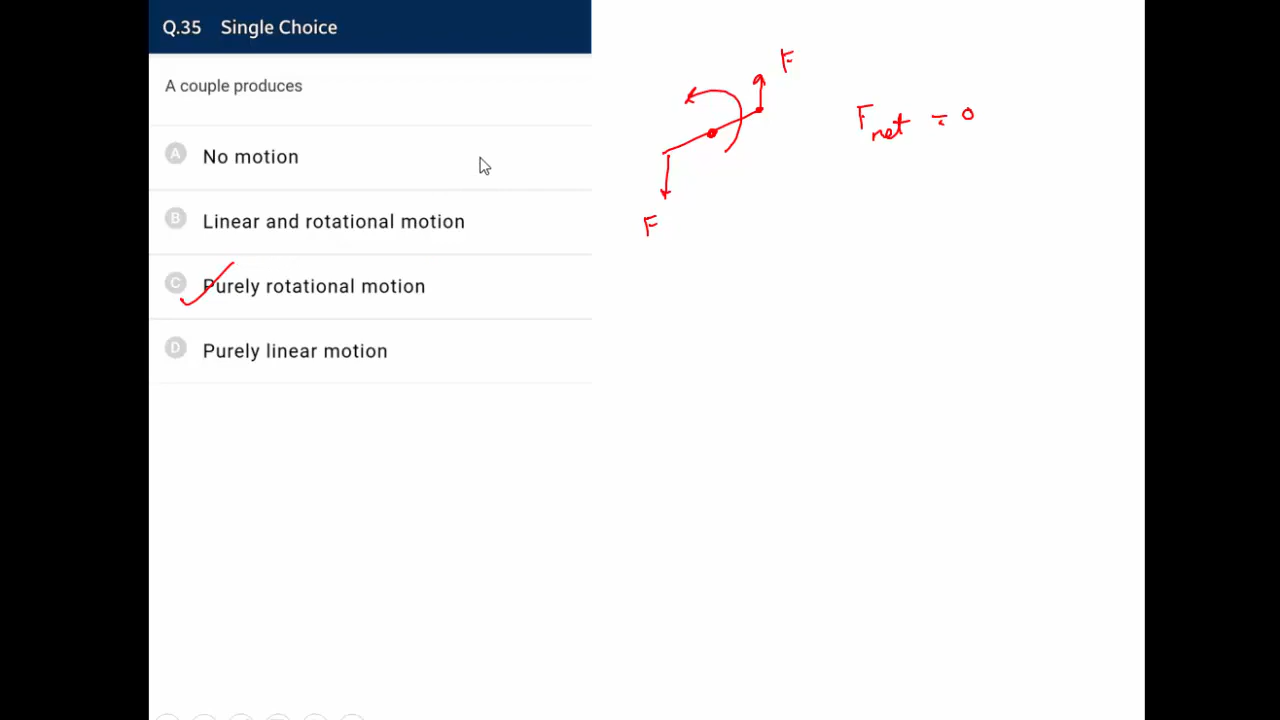 Q.35 Single Choice
A couple produces
A No motion
B Linear and rotational motion
C Purely rotational motion
D Purely linear motion
F
F
Fnet = 0